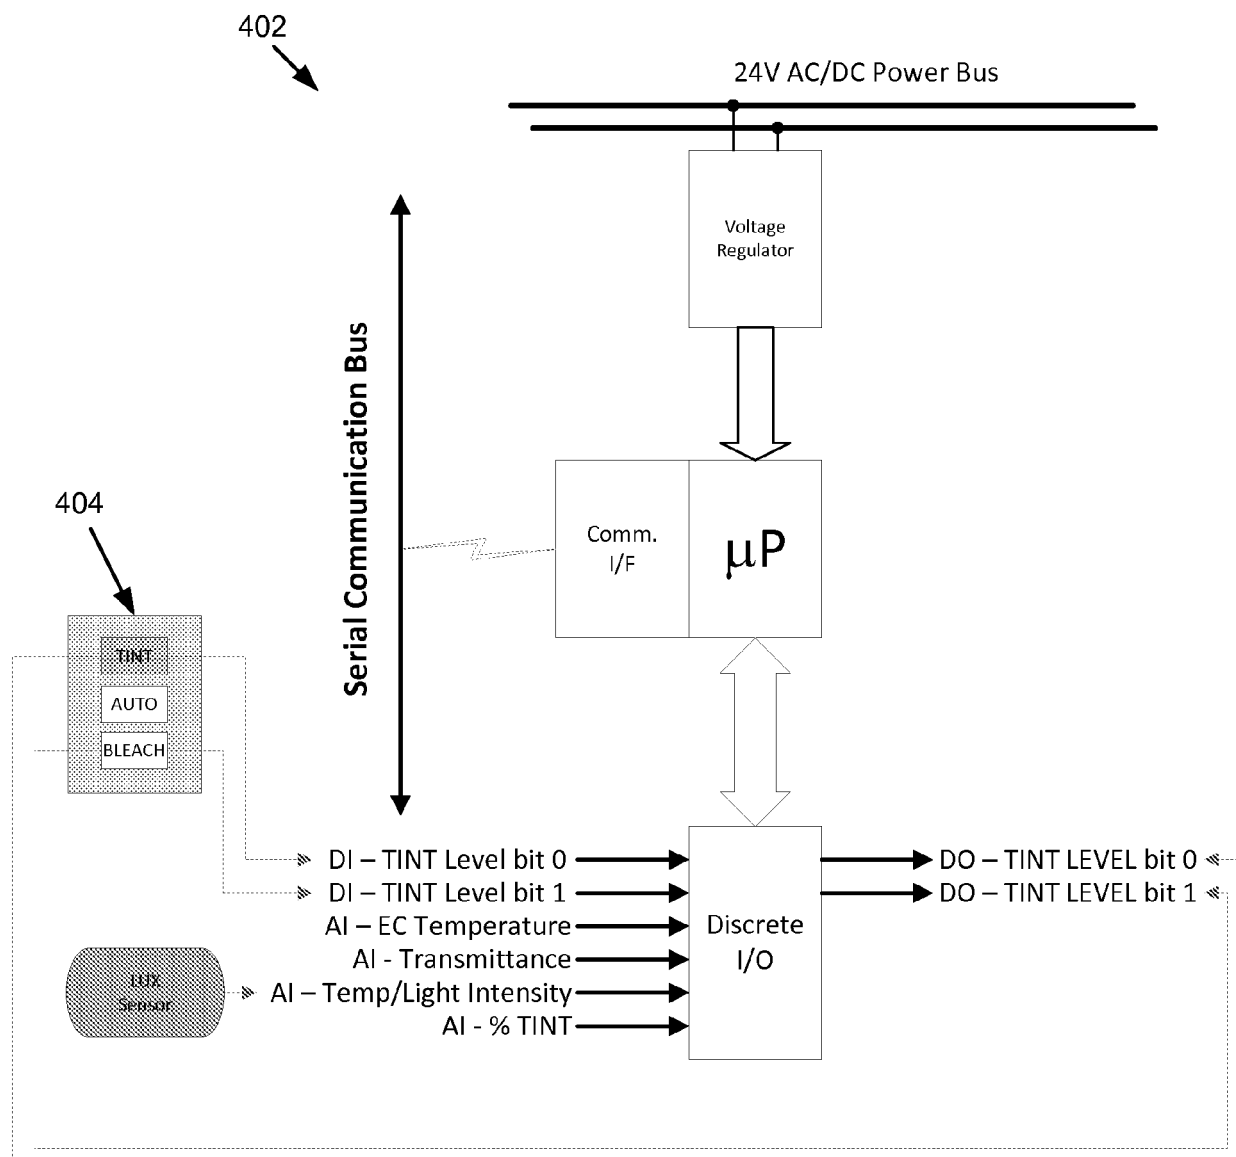 402
24V AC/DC Power Bus
Voltage
Regulator
Serial Communication Bus
Comm.
I/F
µP
404
TINT
AUTO
BLEACH
DI – TINT Level bit 0
DI – TINT Level bit 1
AI – EC Temperature
AI - Transmittance
AI – Temp/Light Intensity
AI - % TINT
Discrete
I/O
DO – TINT LEVEL bit 0
DO – TINT LEVEL bit 1
LUX
Sensor